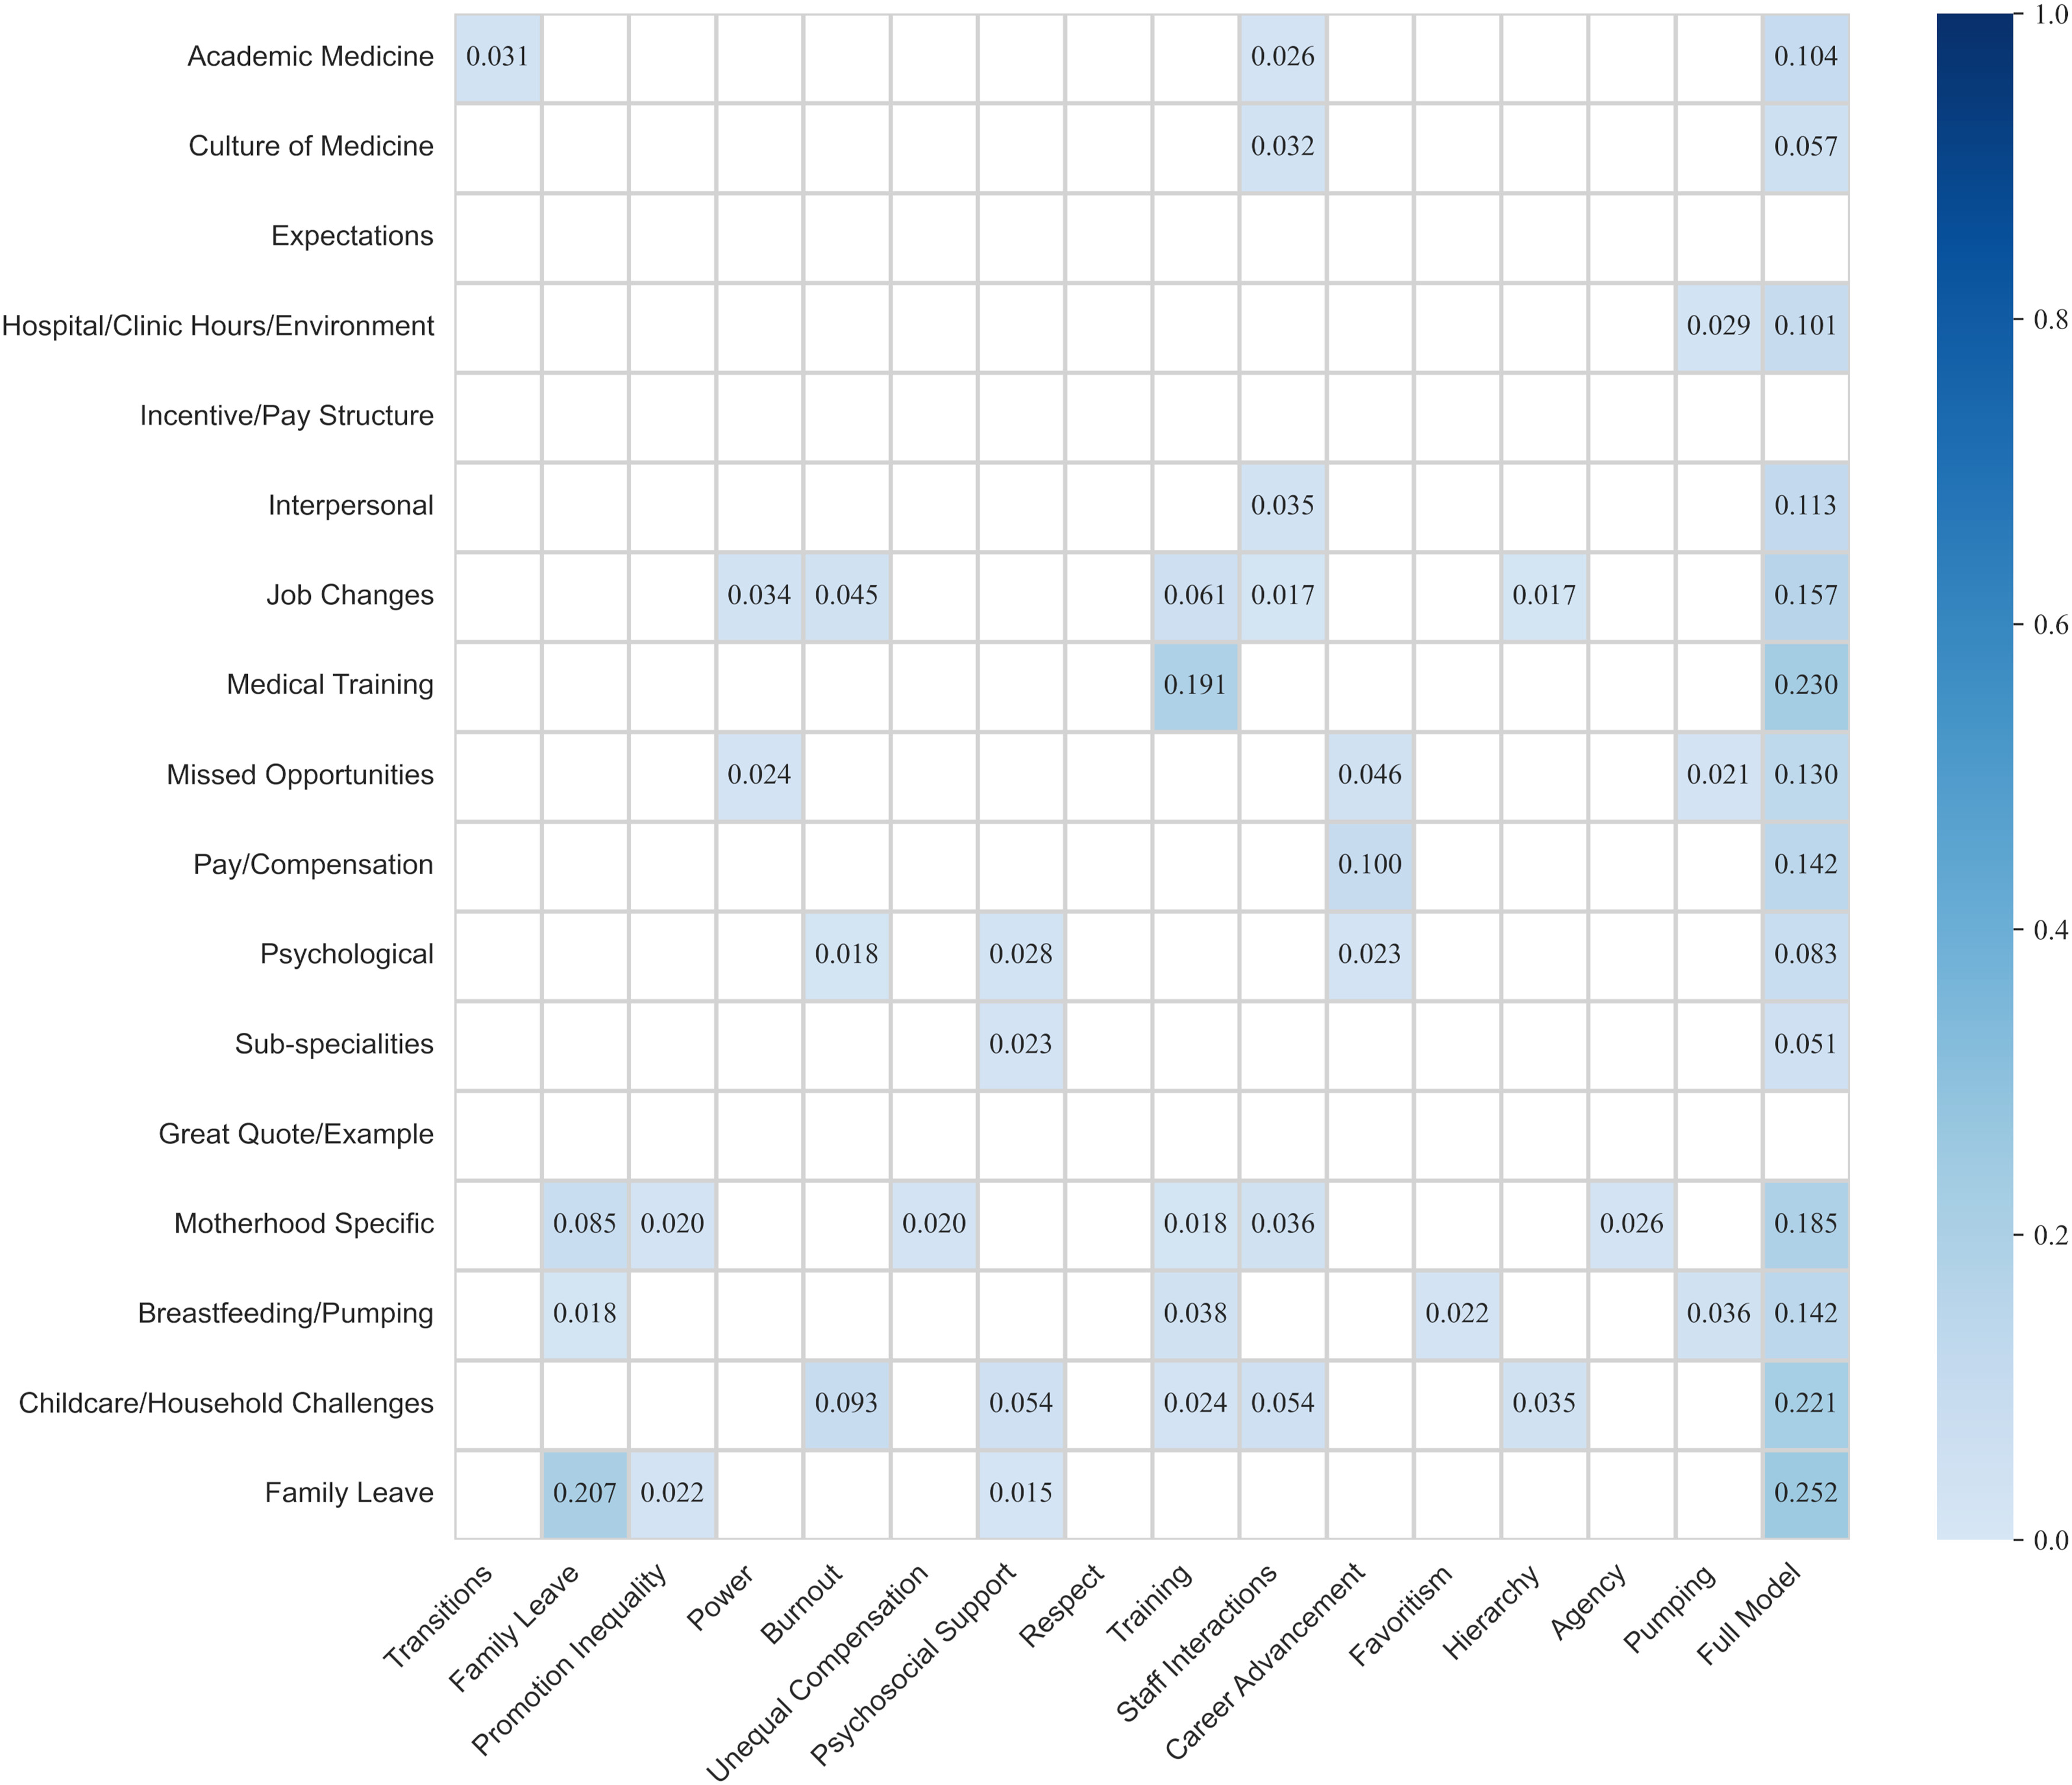 Academic Medicine 0.031 0.026 0.104
Culture of Medicine 0.032 0.057
Expectations
Hospital/Clinic Hours/Environment 0.029 0.101
Incentive/Pay Structure
Interpersonal 0.035 0.113
Job Changes 0.034 0.045 0.061 0.017 0.017 0.157
Medical Training 0.191 0.230
Missed Opportunities 0.024 0.046 0.021 0.130
Pay/Compensation 0.100 0.142
Psychological 0.018 0.028 0.023 0.083
Sub-specialities 0.023 0.051
Great Quote/Example
Motherhood Specific 0.085 0.020 0.020 0.018 0.036 0.026 0.185
Breastfeeding/Pumping 0.018 0.038 0.022 0.036 0.142
Childcare/Household Challenges 0.093 0.054 0.024 0.054 0.035 0.221
Family Leave 0.207 0.022 0.015 0.252
Transitions
Family Leave
Promotion Inequality
Power
Burnout
Unequal Compensation
Psychosocial Support
Respect
Training
Staff Interactions
Career Advancement
Favoritism
Hierarchy
Agency
Pumping
Full Model
1.0
0.8
0.6
0.4
0.2
0.0